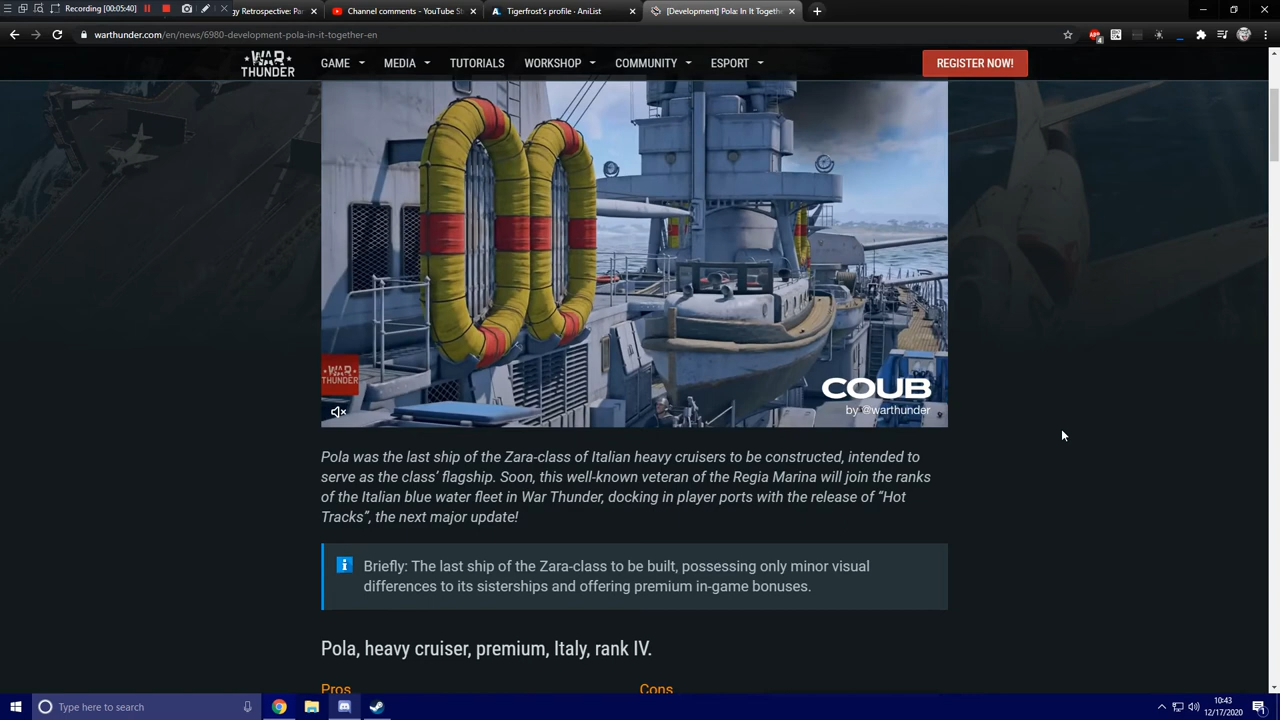 Recording [00:05:40]
gy Retrospective: Por
Channel comments - YouTube St
Tigerfrost's profile · AniList
[Development] Pola: In It Togeth
warthunder.com/en/news/6980-development-pola-in-it-together-en
WAR THUNDER
GAME
MEDIA
TUTORIALS
WORKSHOP
COMMUNITY
ESPORT
REGISTER NOW!
WAR THUNDER
COUB
by @warthunder
Pola was the last ship of the Zara-class of Italian heavy cruisers to be constructed, intended to
serve as the class' flagship. Soon, this well-known veteran of the Regia Marina will join the ranks
of the Italian blue water fleet in War Thunder, docking in player ports with the release of "Hot
Tracks", the next major update!
Briefly: The last ship of the Zara-class to be built, possessing only minor visual
differences to its sisterships and offering premium in-game bonuses.
Pola, heavy cruiser, premium, Italy, rank IV.
Pros
Cons
Type here to search
10:43
12/17/2020